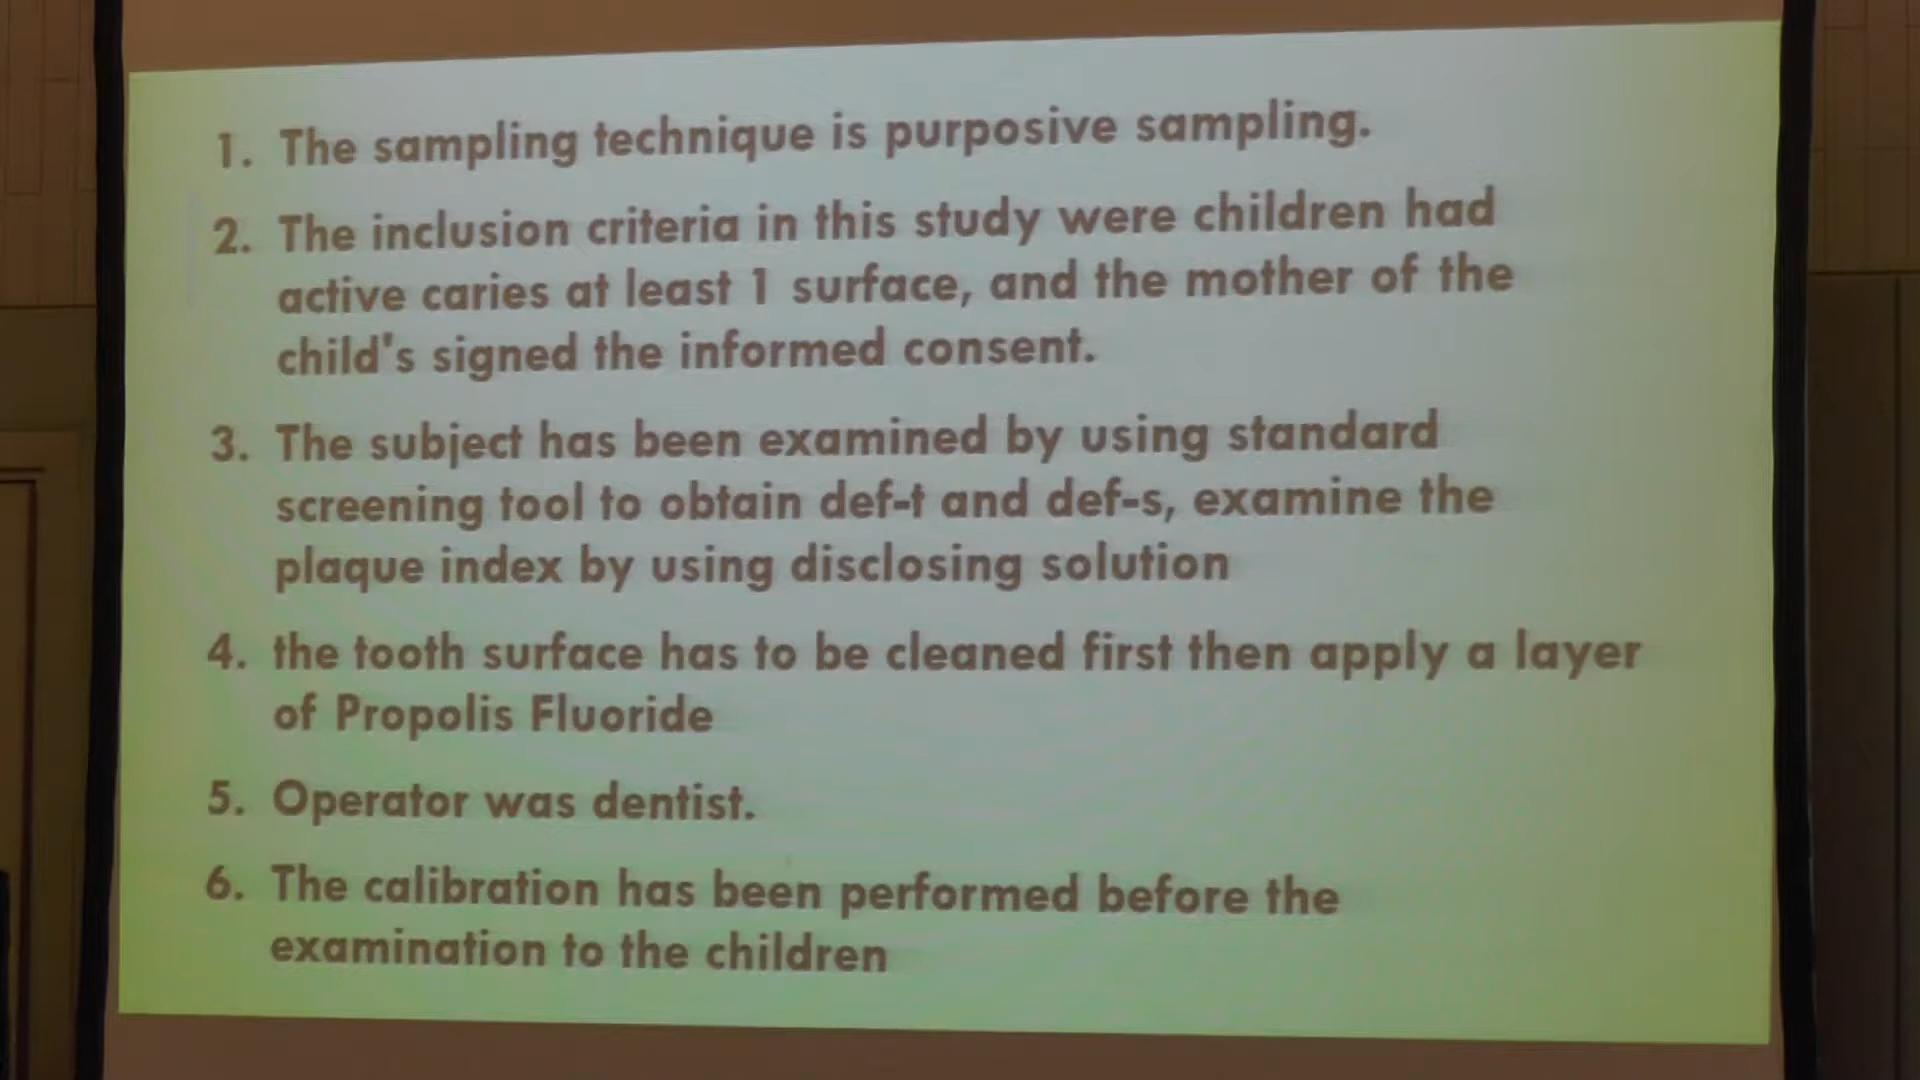 1. The sampling technique is purposive sampling.
2. The inclusion criteria in this study were children had
active caries at least 1 surface, and the mother of the
child's signed the informed consent.
3. The subject has been examined by using standard
screening tool to obtain def-t and def-s, examine the
plaque index by using disclosing solution
4. the tooth surface has to be cleaned first then apply a layer
of Propolis Fluoride
5. Operator was dentist.
6. The calibration has been performed before the
examination to the children